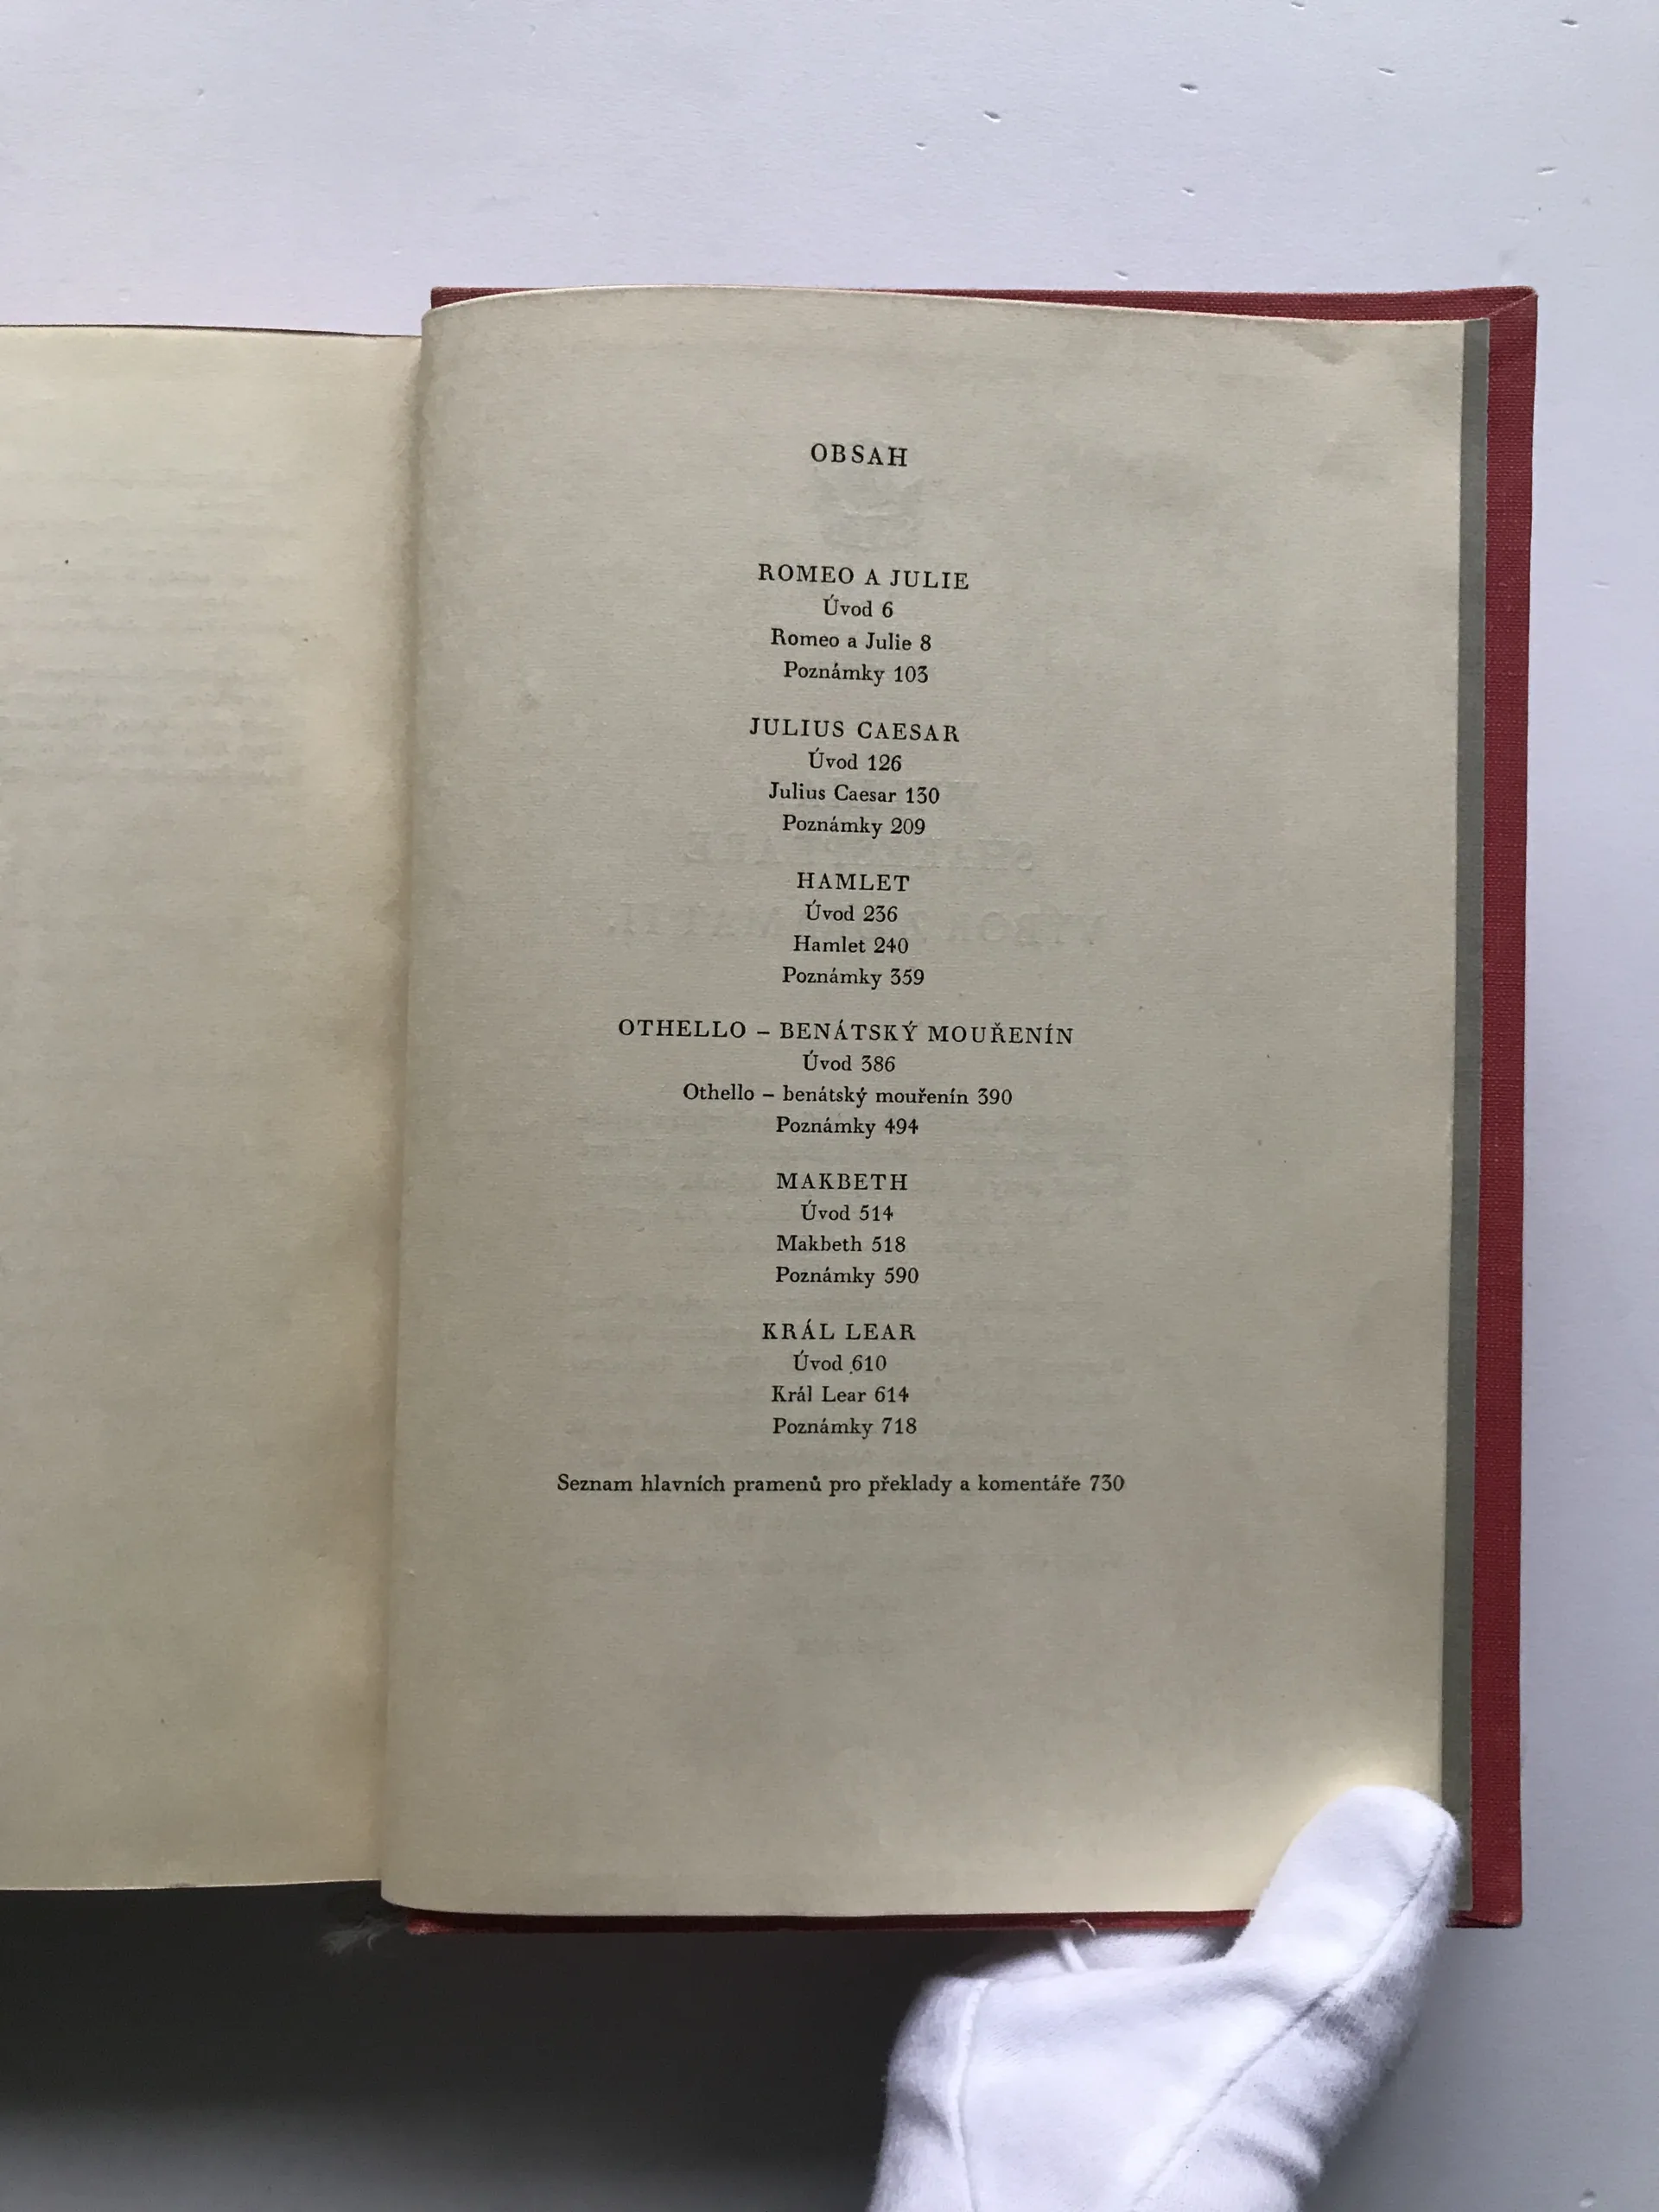 OBSAH
ROMEO A JULIE
Úvod 6
Romeo a Julie 8
Poznámky 103
JULIUS CAESAR
Úvod 126
Julius Caesar 130
Poznámky 209
HAMLET
Úvod 236
Hamlet 240
Poznámky 359
OTHELLO – BENÁTSKÝ MOUŘENÍN
Úvod 386
Othello – benátský mouřenín 390
Poznámky 494
MAKBETH
Úvod 514
Makbeth 518
Poznámky 590
KRÁL LEAR
Úvod 610
Král Lear 614
Poznámky 718
Seznam hlavních pramenů pro překlady a komentáře 730